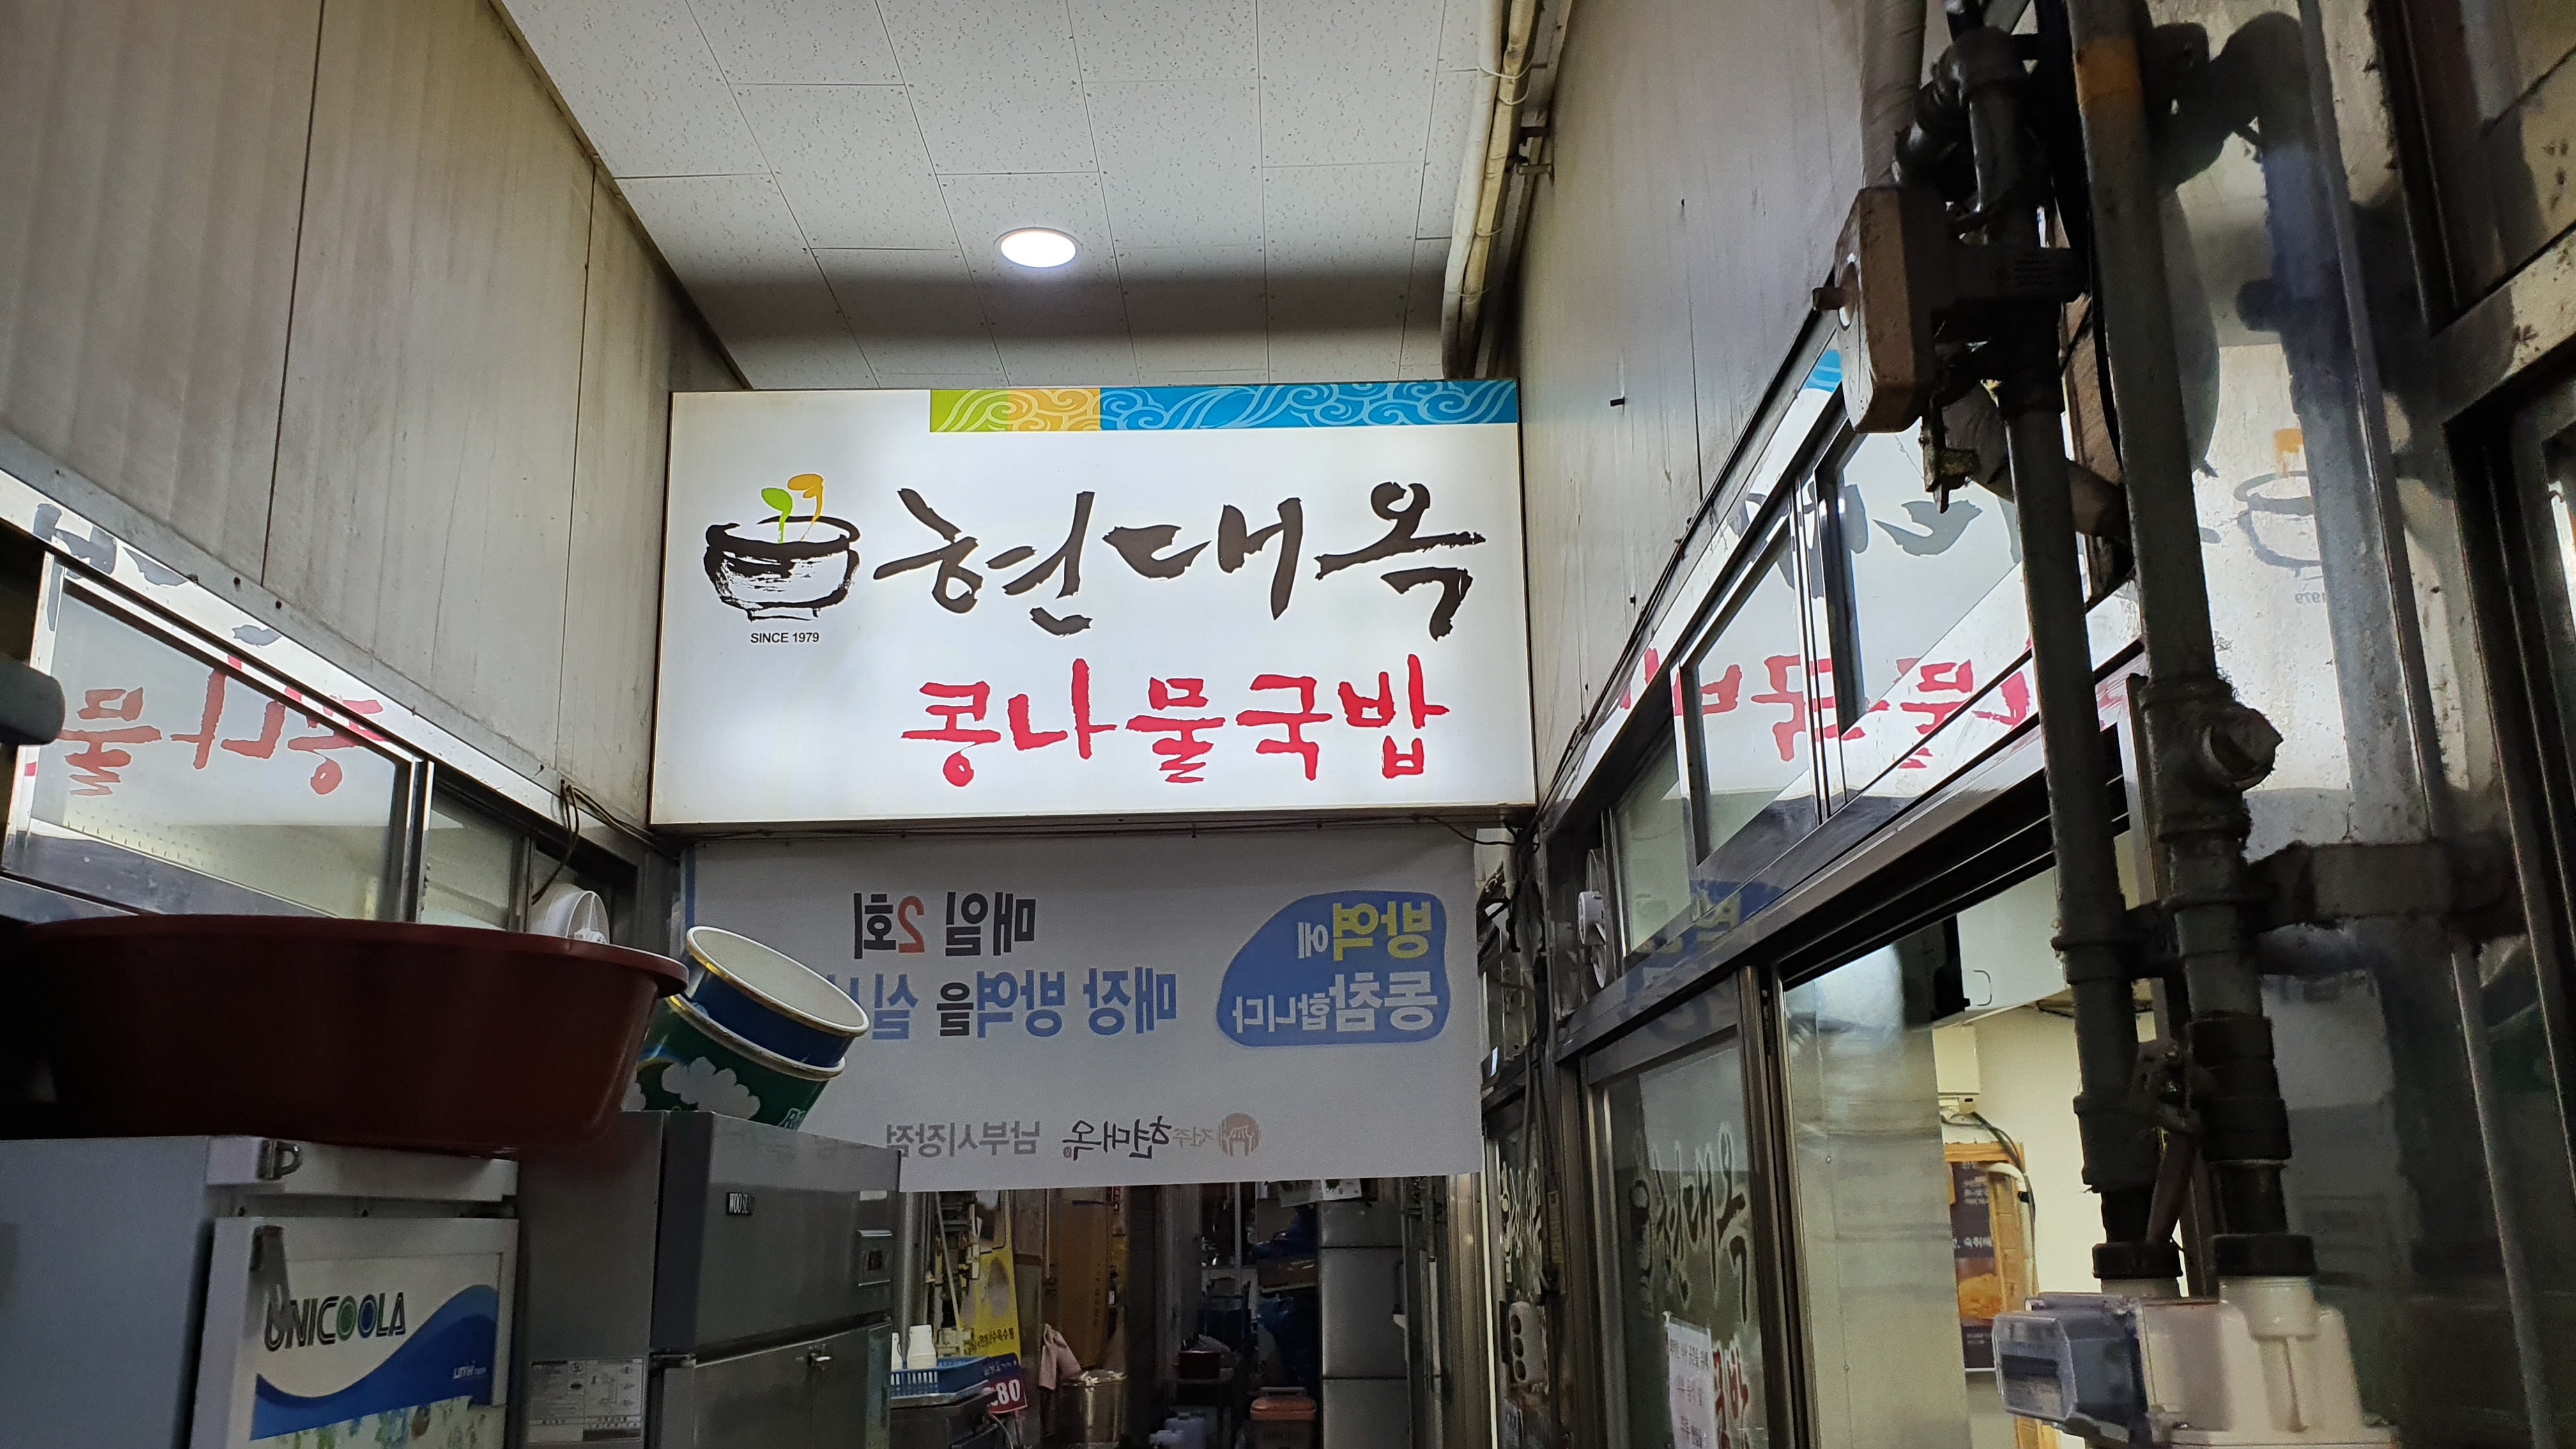 현대옥
SINCE 1979
콩나물국밥
방역에
동참합니다
매일 2회
매장 방역을 실
전주 현대옥 남부시장점
UNICOOLA